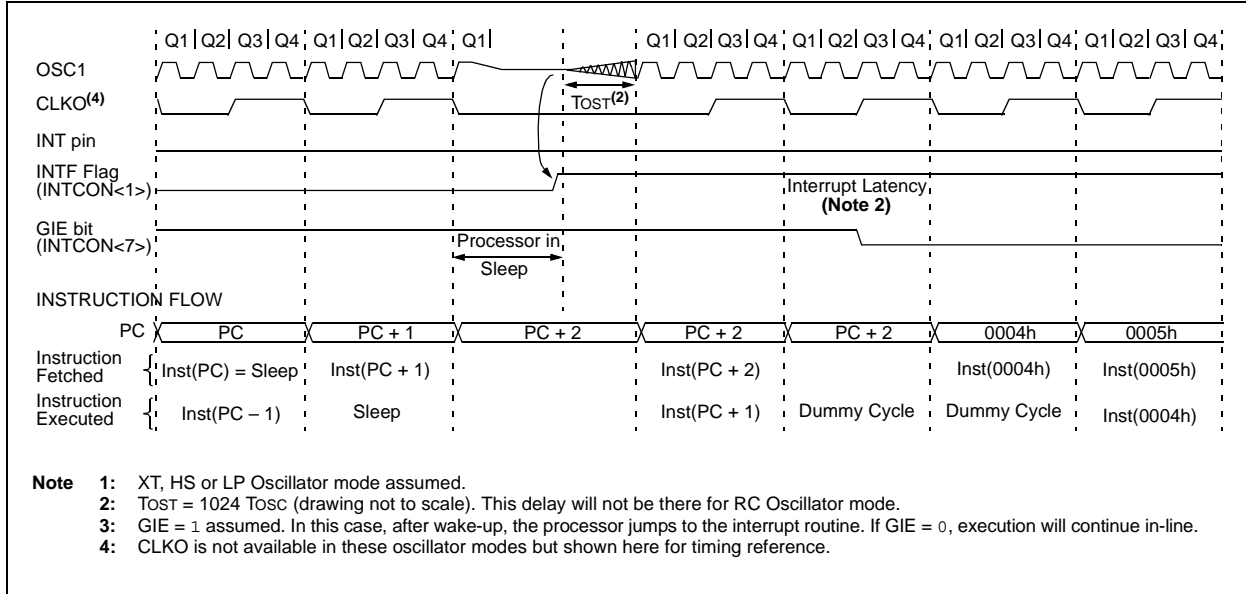 Q1 Q2 Q3 Q4 Q1 Q2 Q3 Q4 Q1 Q1 Q2 Q3 Q4 Q1 Q2 Q3 Q4 Q1 Q2 Q3 Q4 Q1 Q2 Q3 Q4
OSC1
CLKO(4)
TOST(2)
INT pin
INTF Flag
(INTCON<1>)
Interrupt Latency
(Note 2)
GIE bit
(INTCON<7>)
Processor in
Sleep
INSTRUCTION FLOW
PC PC PC + 1 PC + 2 PC + 2 PC + 2 0004h 0005h
Instruction
Fetched
Inst(PC) = Sleep Inst(PC + 1) Inst(PC + 2) Inst(0004h) Inst(0005h)
Instruction
Executed
Inst(PC – 1) Sleep Inst(PC + 1) Dummy Cycle Dummy Cycle Inst(0004h)
Note 1: XT, HS or LP Oscillator mode assumed.
2: TOST = 1024 TOSC (drawing not to scale). This delay will not be there for RC Oscillator mode.
3: GIE = 1 assumed. In this case, after wake-up, the processor jumps to the interrupt routine. If GIE = 0, execution will continue in-line.
4: CLKO is not available in these oscillator modes but shown here for timing reference.